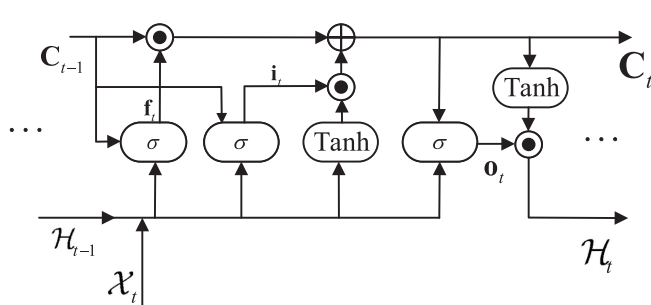 C_{t-1}
i_t
C_t
Tanh
f_t
...
σ
σ
Tanh
σ
o_t
...
H_{t-1}
H_t
X_t